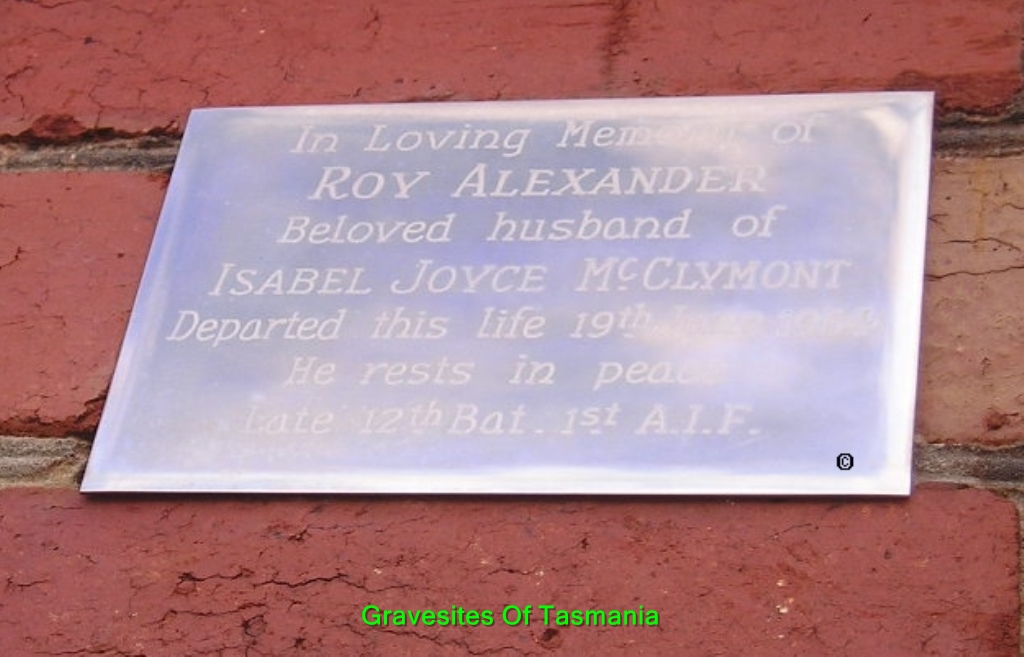 In Loving Memory of
ROY ALEXANDER
Beloved husband of
ISABEL JOYCE McCLYMONT
Departed this life 19th
He rests in peace
Late 12th Bat. 1st A.I.F.
©
Gravesites Of Tasmania